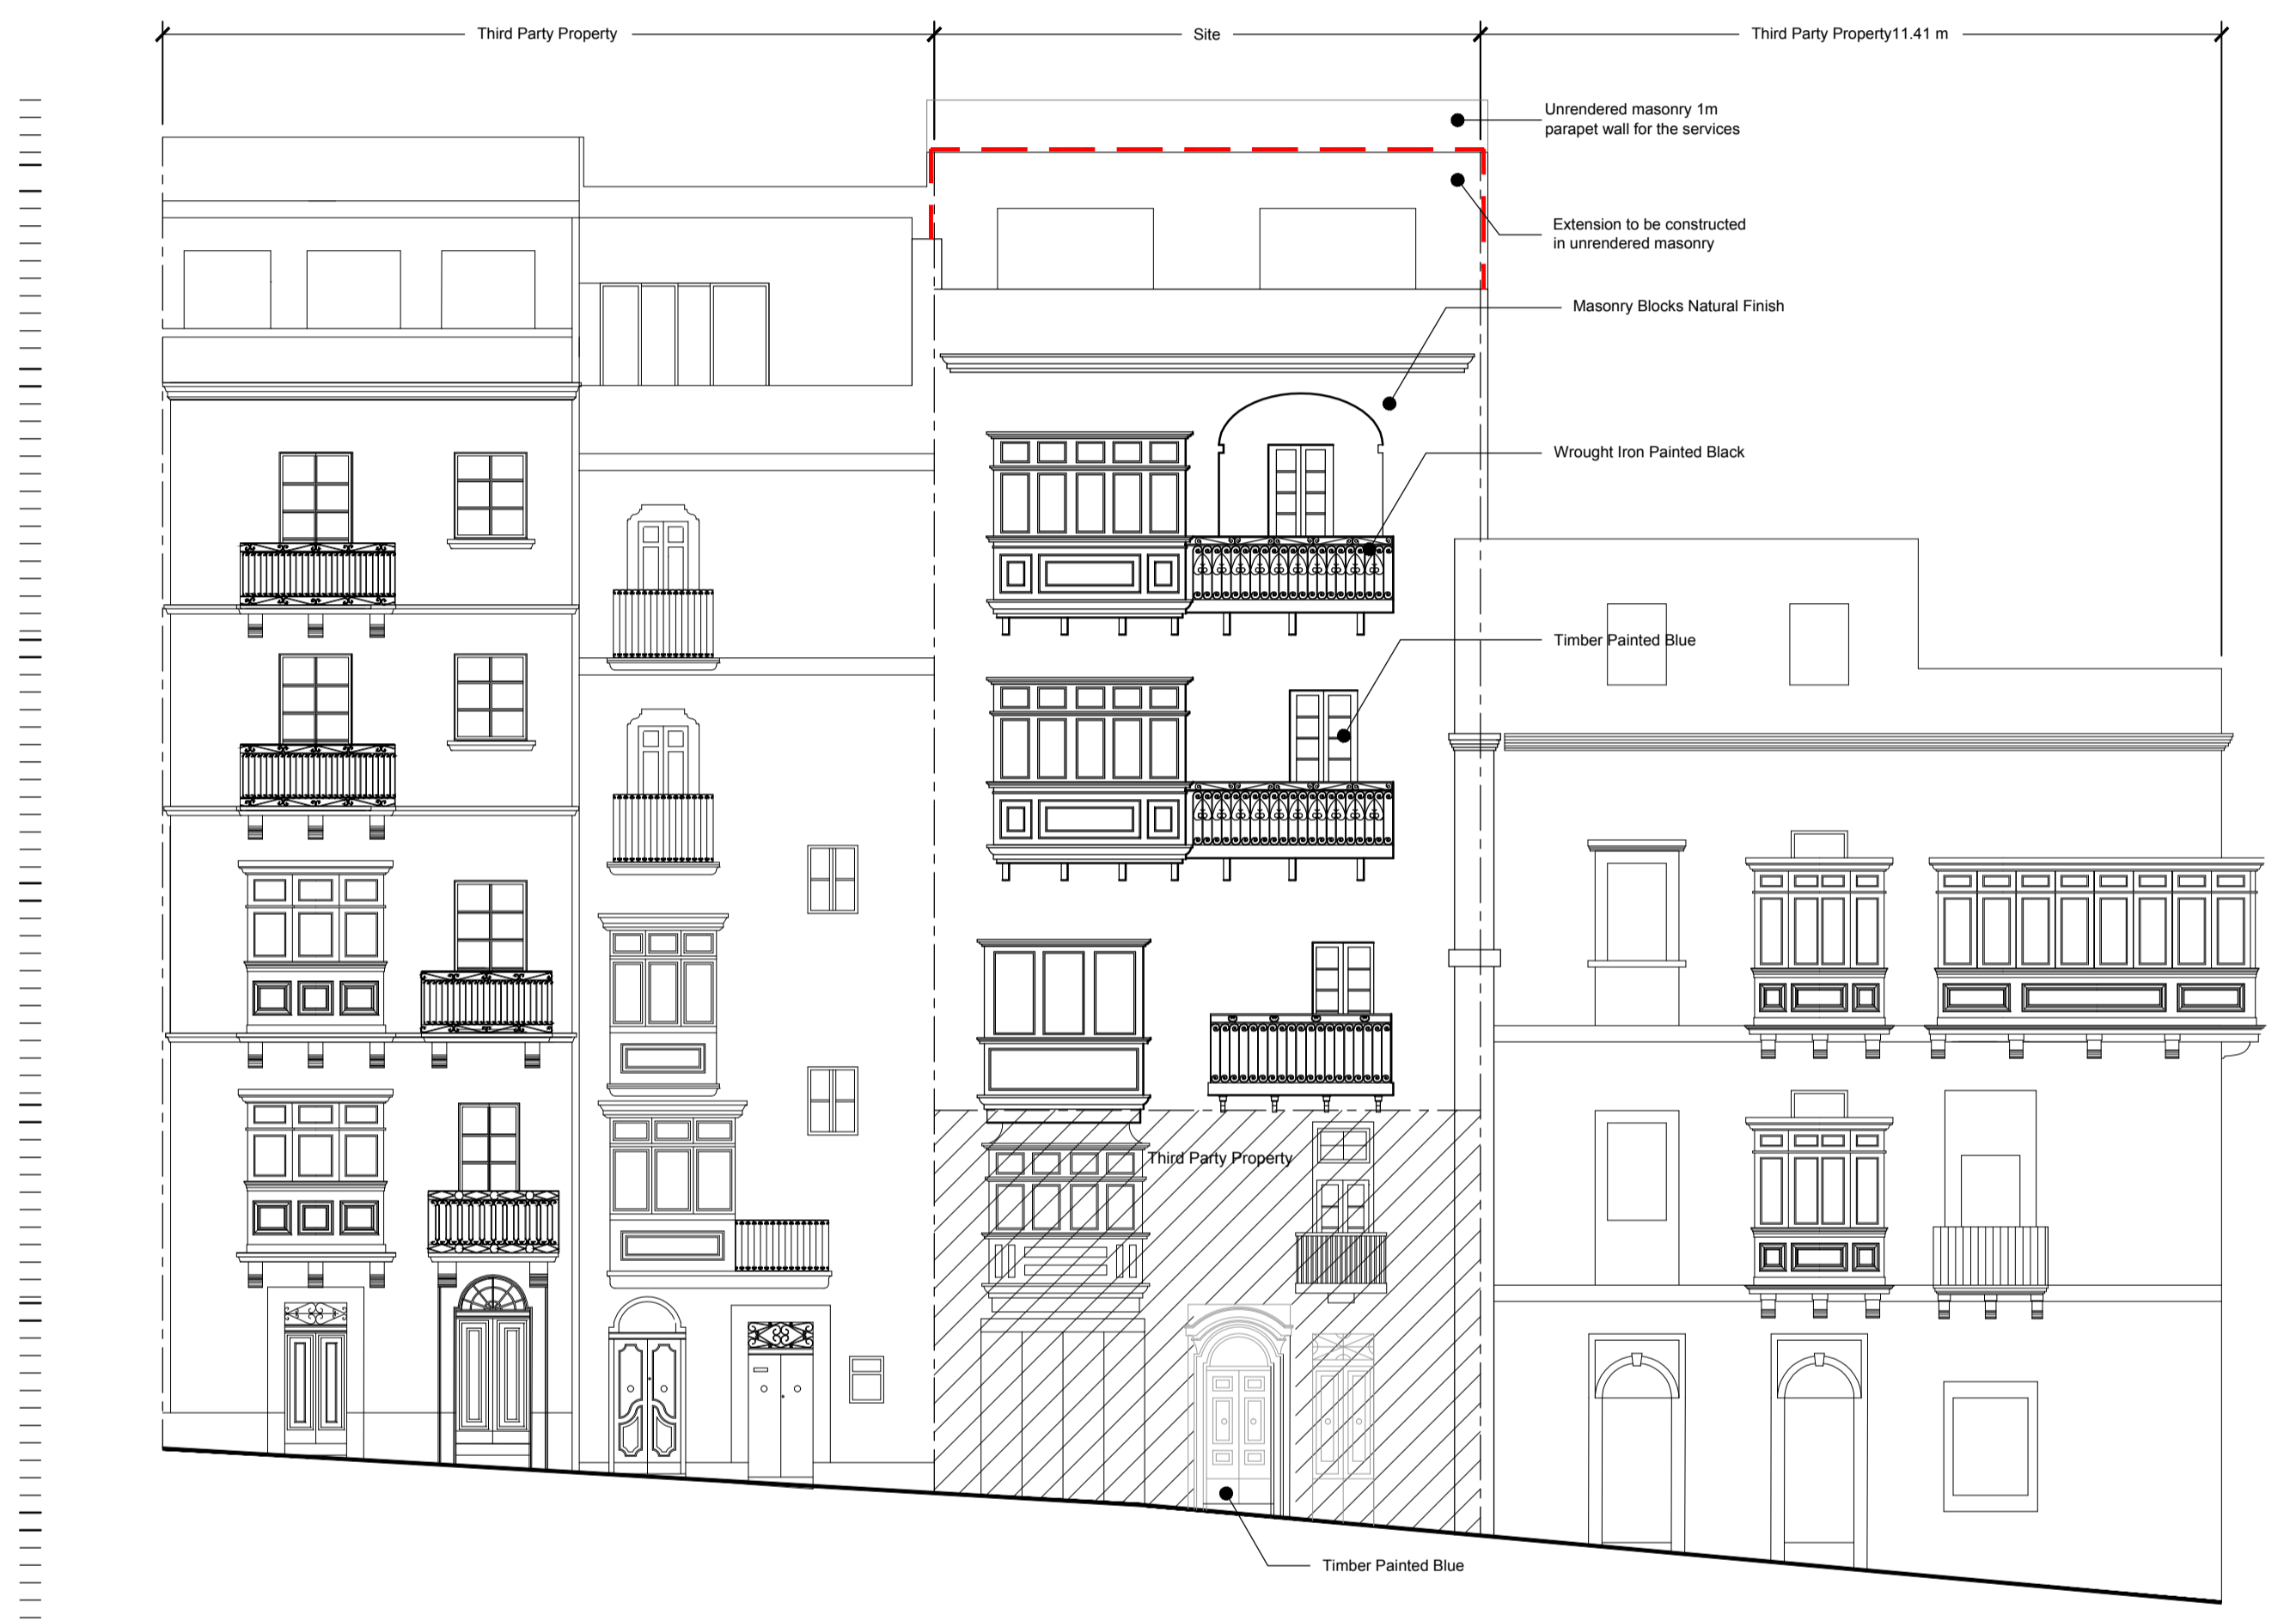 Third Party Property
Site
Third Party Property11.41 m
Unrendered masonry 1m
parapet wall for the services
Extension to be constructed
in unrendered masonry
Masonry Blocks Natural Finish
Wrought Iron Painted Black
Timber Painted Blue
Third Party Property
Timber Painted Blue